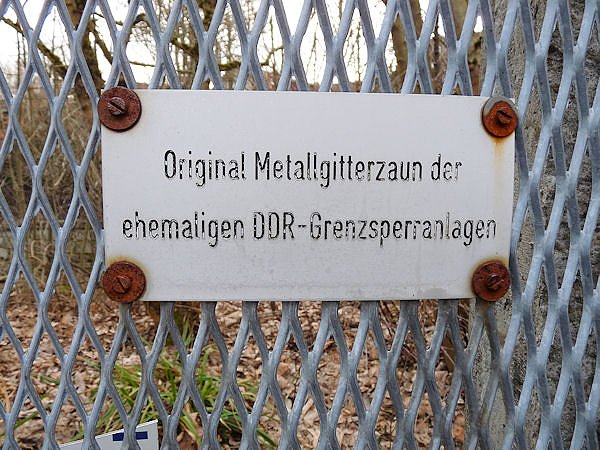 Original Metallgitterzaun der
ehemaligen DDR-Grenzsperranlagen